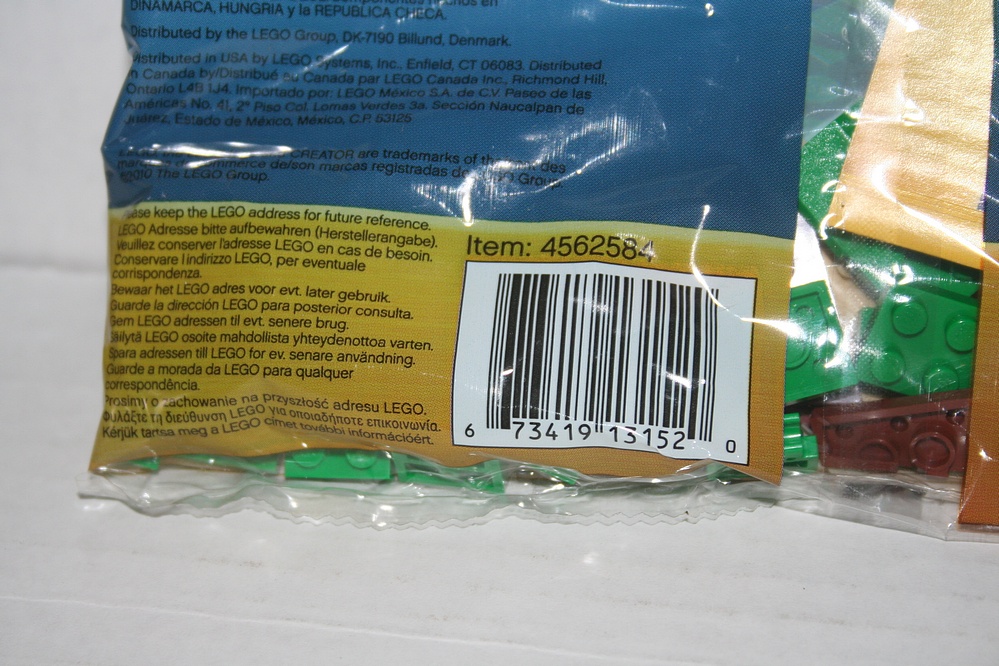 DINAMARCA, HUNGRIA y la REPUBLICA CHECA.
Distributed by the LEGO Group, DK-7190 Billund, Denmark.
Distributed in USA by LEGO Systems, Inc., Enfield, CT 06083. Distributed
in Canada by/Distribué au Canada par LEGO Canada Inc., Richmond Hill,
Ontario L4B 1J4. Importado por: LEGO México S.A. de C.V. Paseo de las
Américas No. 41, 2° Piso Col. Lomas Verdes 3a. Sección Naucalpan de
Juárez, Estado de México, México, C.P. 53125
CREATOR are trademarks of the des
de commerce de/son marcas registradas de Group.
The LEGO Group.
Please keep the LEGO address for future reference.
LEGO Adresse bitte aufbewahren (Herstellerangabe).
Veuillez conserver l'adresse LEGO en cas de besoin.
Conservare l indirizzo LEGO, per eventuale
corrispondenza.
Bewaar het LEGO adres voor evt. later gebruik.
Guarde la dirección LEGO para posterior consulta.
Gem LEGO adressen til evt. senere brug.
Säilytä LEGO osoite mahdollista yhteydenottoa varten.
Spara adressen till LEGO for ev. senare användning.
Guarde a morada da LEGO para qualquer
correspondência.
Prosimy o zachowanie na przyszłość adresu LEGO.
Φυλάξτε τη διεύθυνση LEGO για οποιαδήποτε επικοινωνία.
Kérjük tartsa meg a LEGO címet további információért.
Item: 4562584
6 73419 13152 0